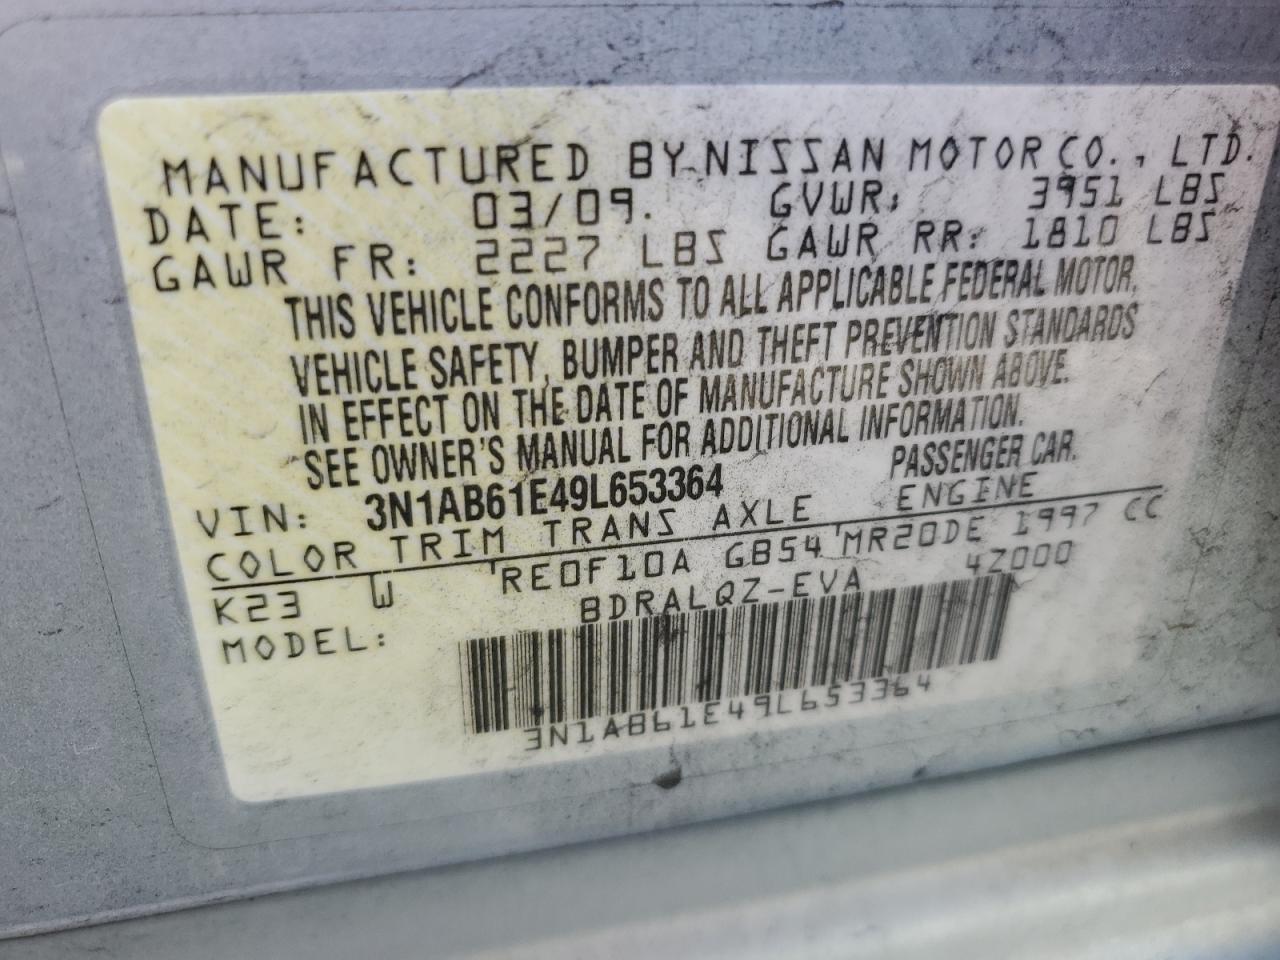 MANUFACTURED BY NISSAN MOTOR CO., LTD.
DATE: 03/09. GVWR: 3951 LBS
GAWR FR: 2227 LBS GAWR RR: 1810 LBS
THIS VEHICLE CONFORMS TO ALL APPLICABLE FEDERAL MOTOR,
VEHICLE SAFETY, BUMPER AND THEFT PREVENTION STANDARDS
IN EFFECT ON THE DATE OF MANUFACTURE SHOWN ABOVE.
SEE OWNER'S MANUAL FOR ADDITIONAL INFORMATION.
VIN: 3N1AB61E49L653364 PASSENGER CAR.
COLOR TRIM TRANS AXLE ENGINE
K23 W RE0F10A GB54 MR20DE 1997 CC
MODEL: BDRALQZ-EVA 4Z000
3N1AB61E49L653364